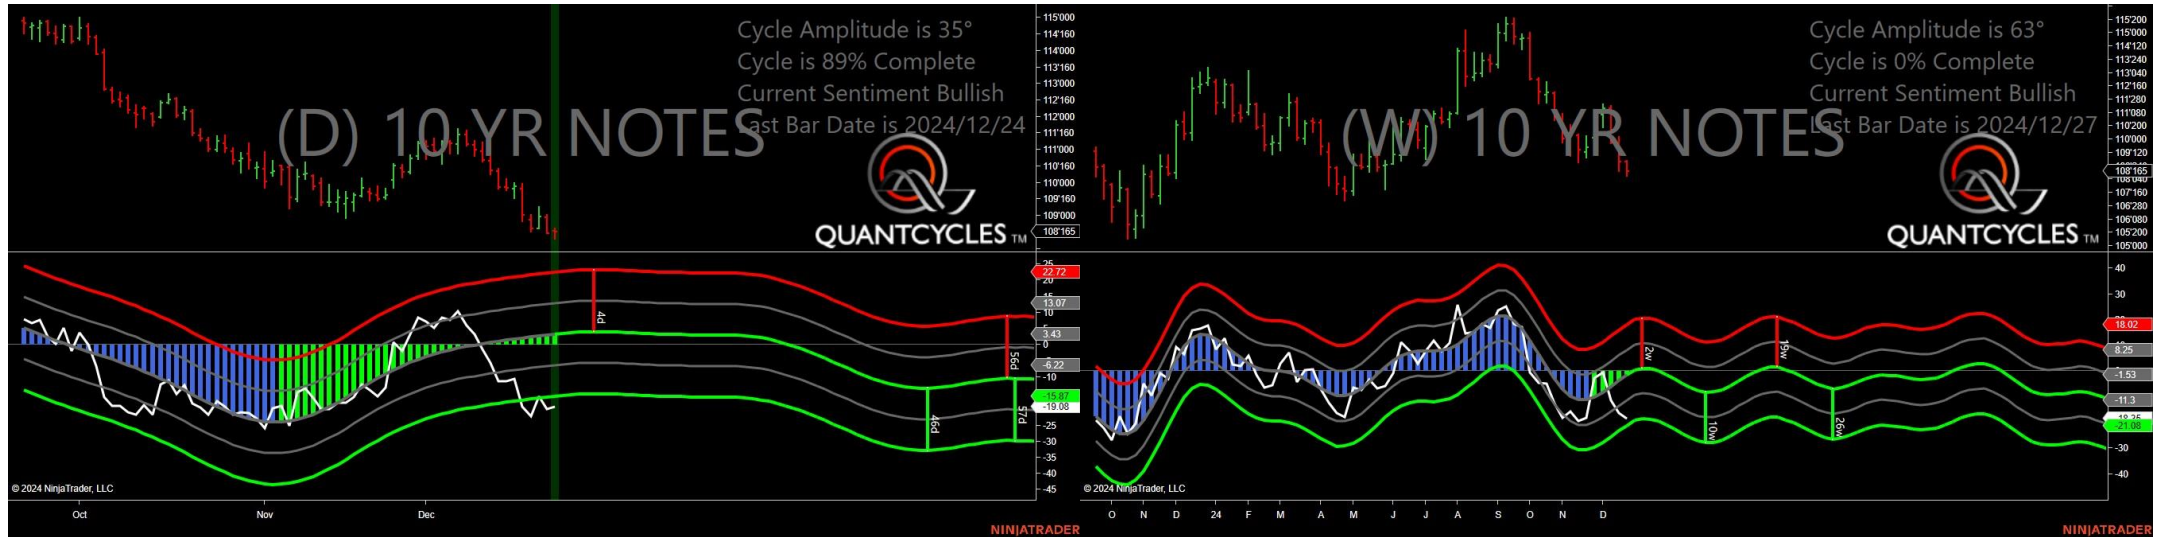 Cycle Amplitude is 35°
Cycle is 89% Complete
Current Sentiment Bullish
Last Bar Date is 2024/12/24
(D) 10 YR NOTES
QUANTCYCLES TM
115'000
114'160
113'160
113'000
112'160
112'000
111'160
111'000
110'160
110'000
109'160
109'000
108'165
25
22.72
20
15
13.07
10
3.43
0
-6.22
-10
-15.87
-19.08
-25
-30
-35
-40
-45
4d
46d
56d
57d
© 2024 NinjaTrader, LLC
Oct Nov Dec
NINJATRADER
Cycle Amplitude is 63°
Cycle is 0% Complete
Current Sentiment Bullish
Last Bar Date is 2024/12/27
(W) 10 YR NOTES
QUANTCYCLES TM
115'200
115'000
114'120
113'240
113'040
112'160
111'280
111'080
110'200
110'000
109'120
108'165
108'040
107'160
106'280
106'080
105'200
105'000
40
30
18.02
8.25
-1.53
-11.3
-21.08
-30
-40
2w
10w
19w
26w
© 2024 NinjaTrader, LLC
O N D 24 F M A M J J A S O N D
NINJATRADER